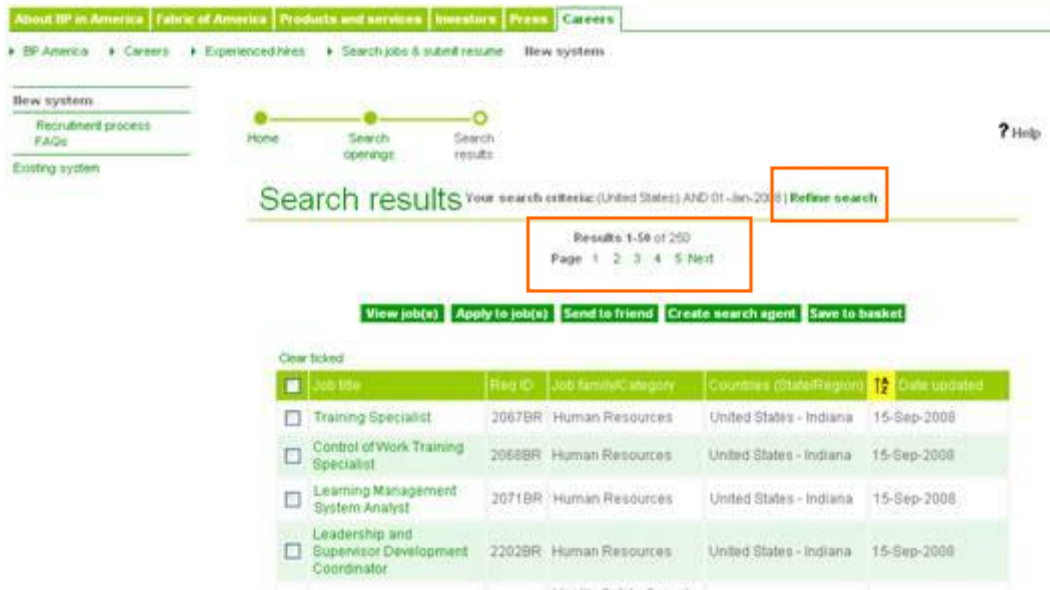 About BP in America Fabric of America Products and services Investors Press Careers
BP America Careers Experienced hires Search jobs & submit resume New system
New system
Recruitment process
FAQs
Existing system
Home Search openings Search results
? Help
Search results Your search criteria: (United States) AND 01-Jan-2008 | Refine search
Results 1-50 of 250
Page 1 2 3 4 5 Next
View job(s) Apply to job(s) Send to friend Create search agent Save to basket
Clear ticked
Job title Req ID Job family/Category Countries (State/Region) Date updated
Training Specialist 2067BR Human Resources United States - Indiana 15-Sep-2008
Control of Work Training
Specialist 2068BR Human Resources United States - Indiana 15-Sep-2008
Learning Management
System Analyst 2071BR Human Resources United States - Indiana 15-Sep-2008
Leadership and
Supervisor Development 2202BR Human Resources United States - Indiana 15-Sep-2008
Coordinator